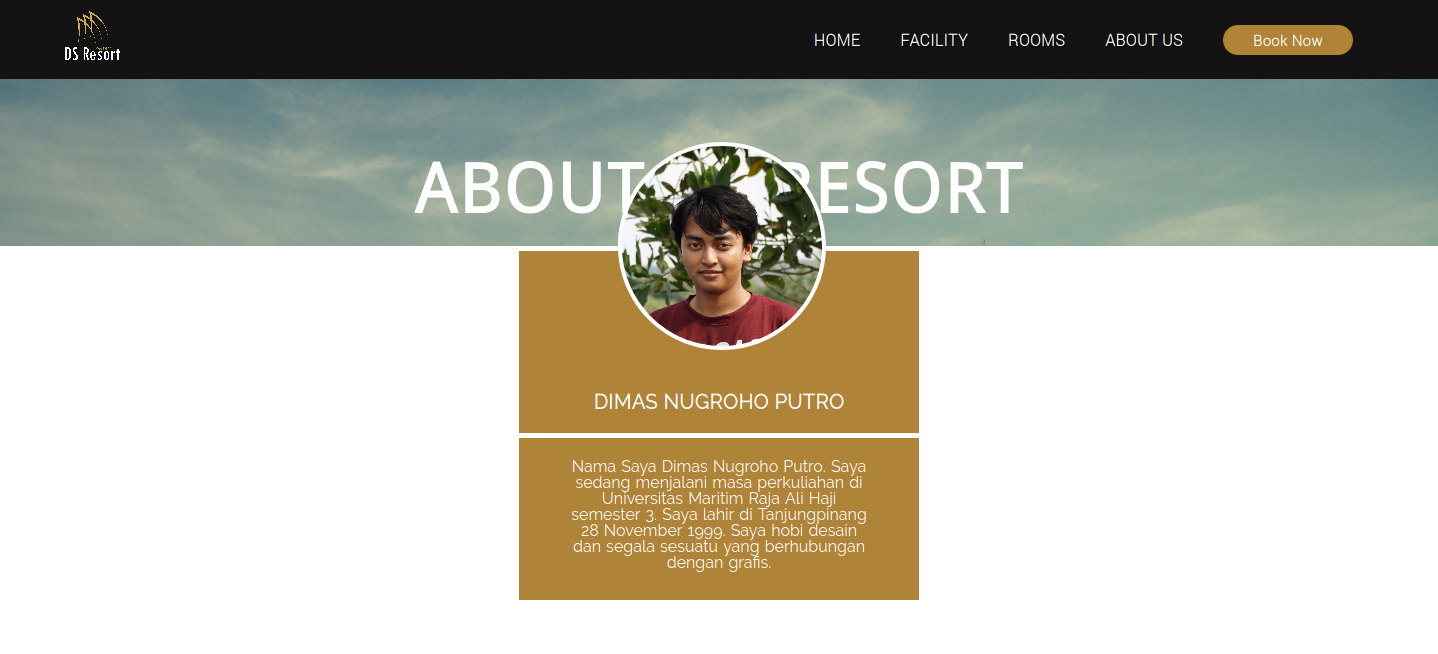 DS Resort
HOME FACILITY ROOMS ABOUT US Book Now
ABOUT RESORT
DIMAS NUGROHO PUTRO
Nama Saya Dimas Nugroho Putro. Saya
sedang menjalani masa perkuliahan di
Universitas Maritim Raja Ali Haji
semester 3. Saya lahir di Tanjungpinang
28 November 1999. Saya hobi desain
dan segala sesuatu yang berhubungan
dengan grafis.